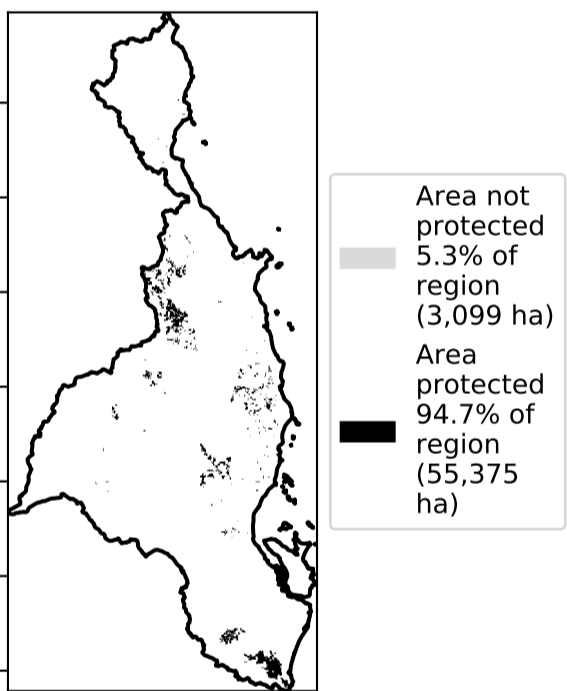 Area not
protected
5.3% of
region
(3,099 ha)
Area
protected
94.7% of
region
(55,375
ha)